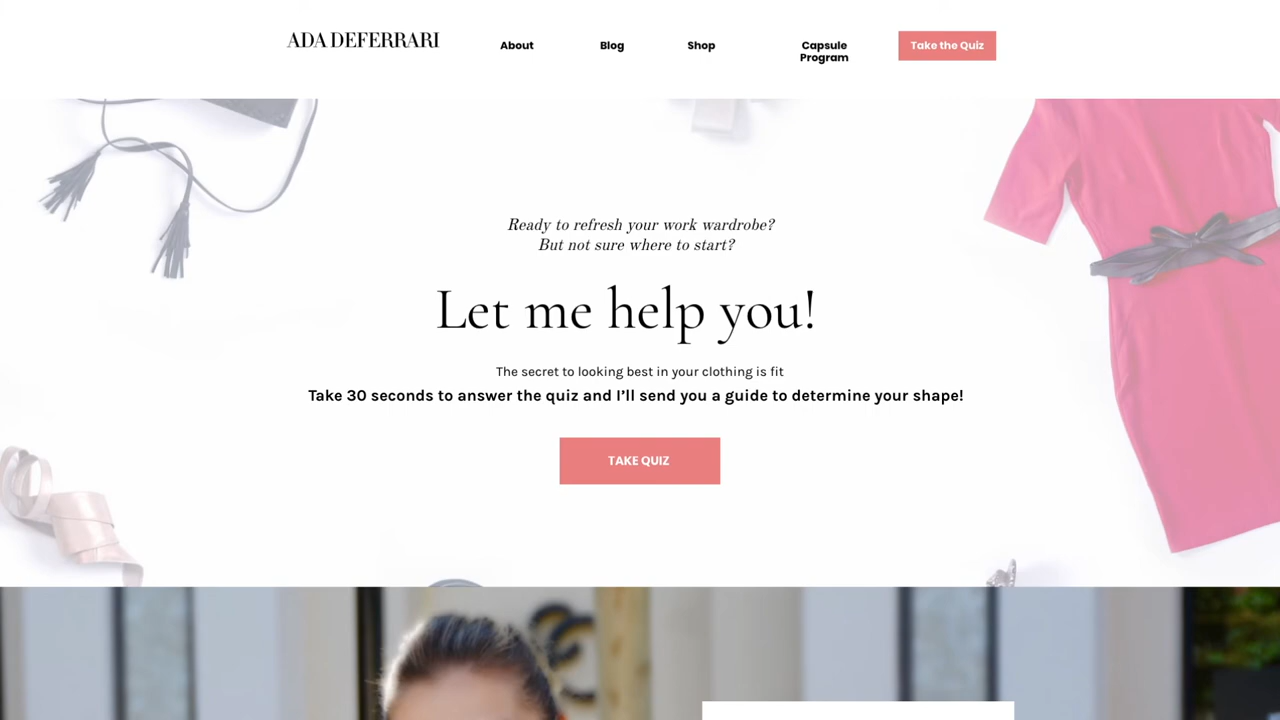 ADA DEFERRARI
About
Blog
Shop
Capsule
Program
Take the Quiz
Ready to refresh your work wardrobe?
But not sure where to start?
Let me help you!
The secret to looking best in your clothing is fit
Take 30 seconds to answer the quiz and I’ll send you a guide to determine your shape!
TAKE QUIZ